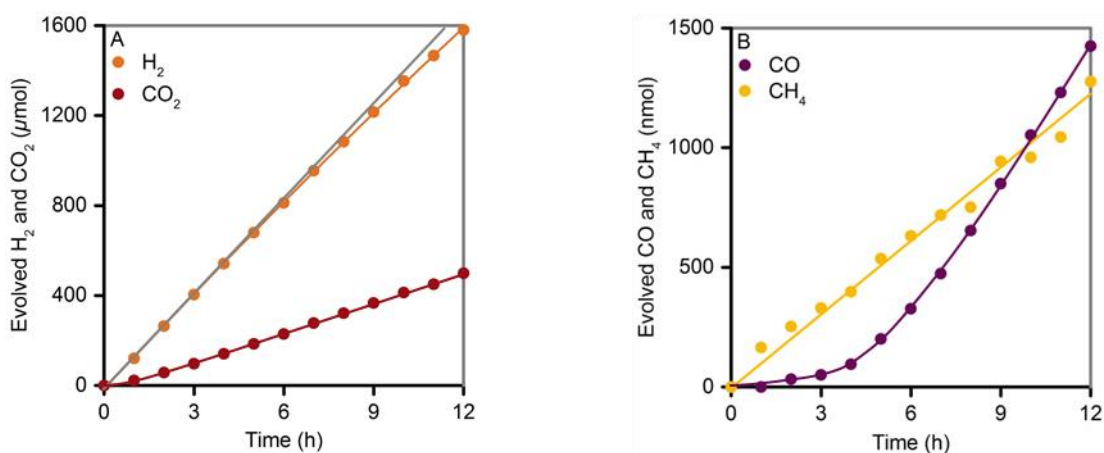 A
H₂
CO₂
Evolved H₂ and CO₂ (µmol)
1600
1200
800
400
0
0 3 6 9 12
Time (h)
B
CO
CH₄
Evolved CO and CH₄ (nmol)
1500
1000
500
0
0 3 6 9 12
Time (h)